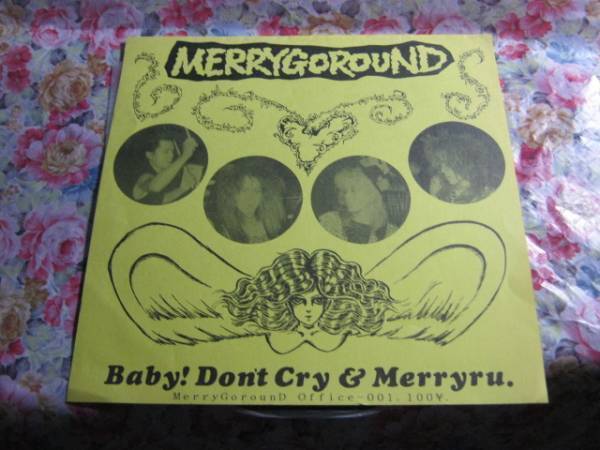 MERRYGOROUND
Baby! Don't Cry & Merryru.
MerryGorounD Office-001. 100¥.